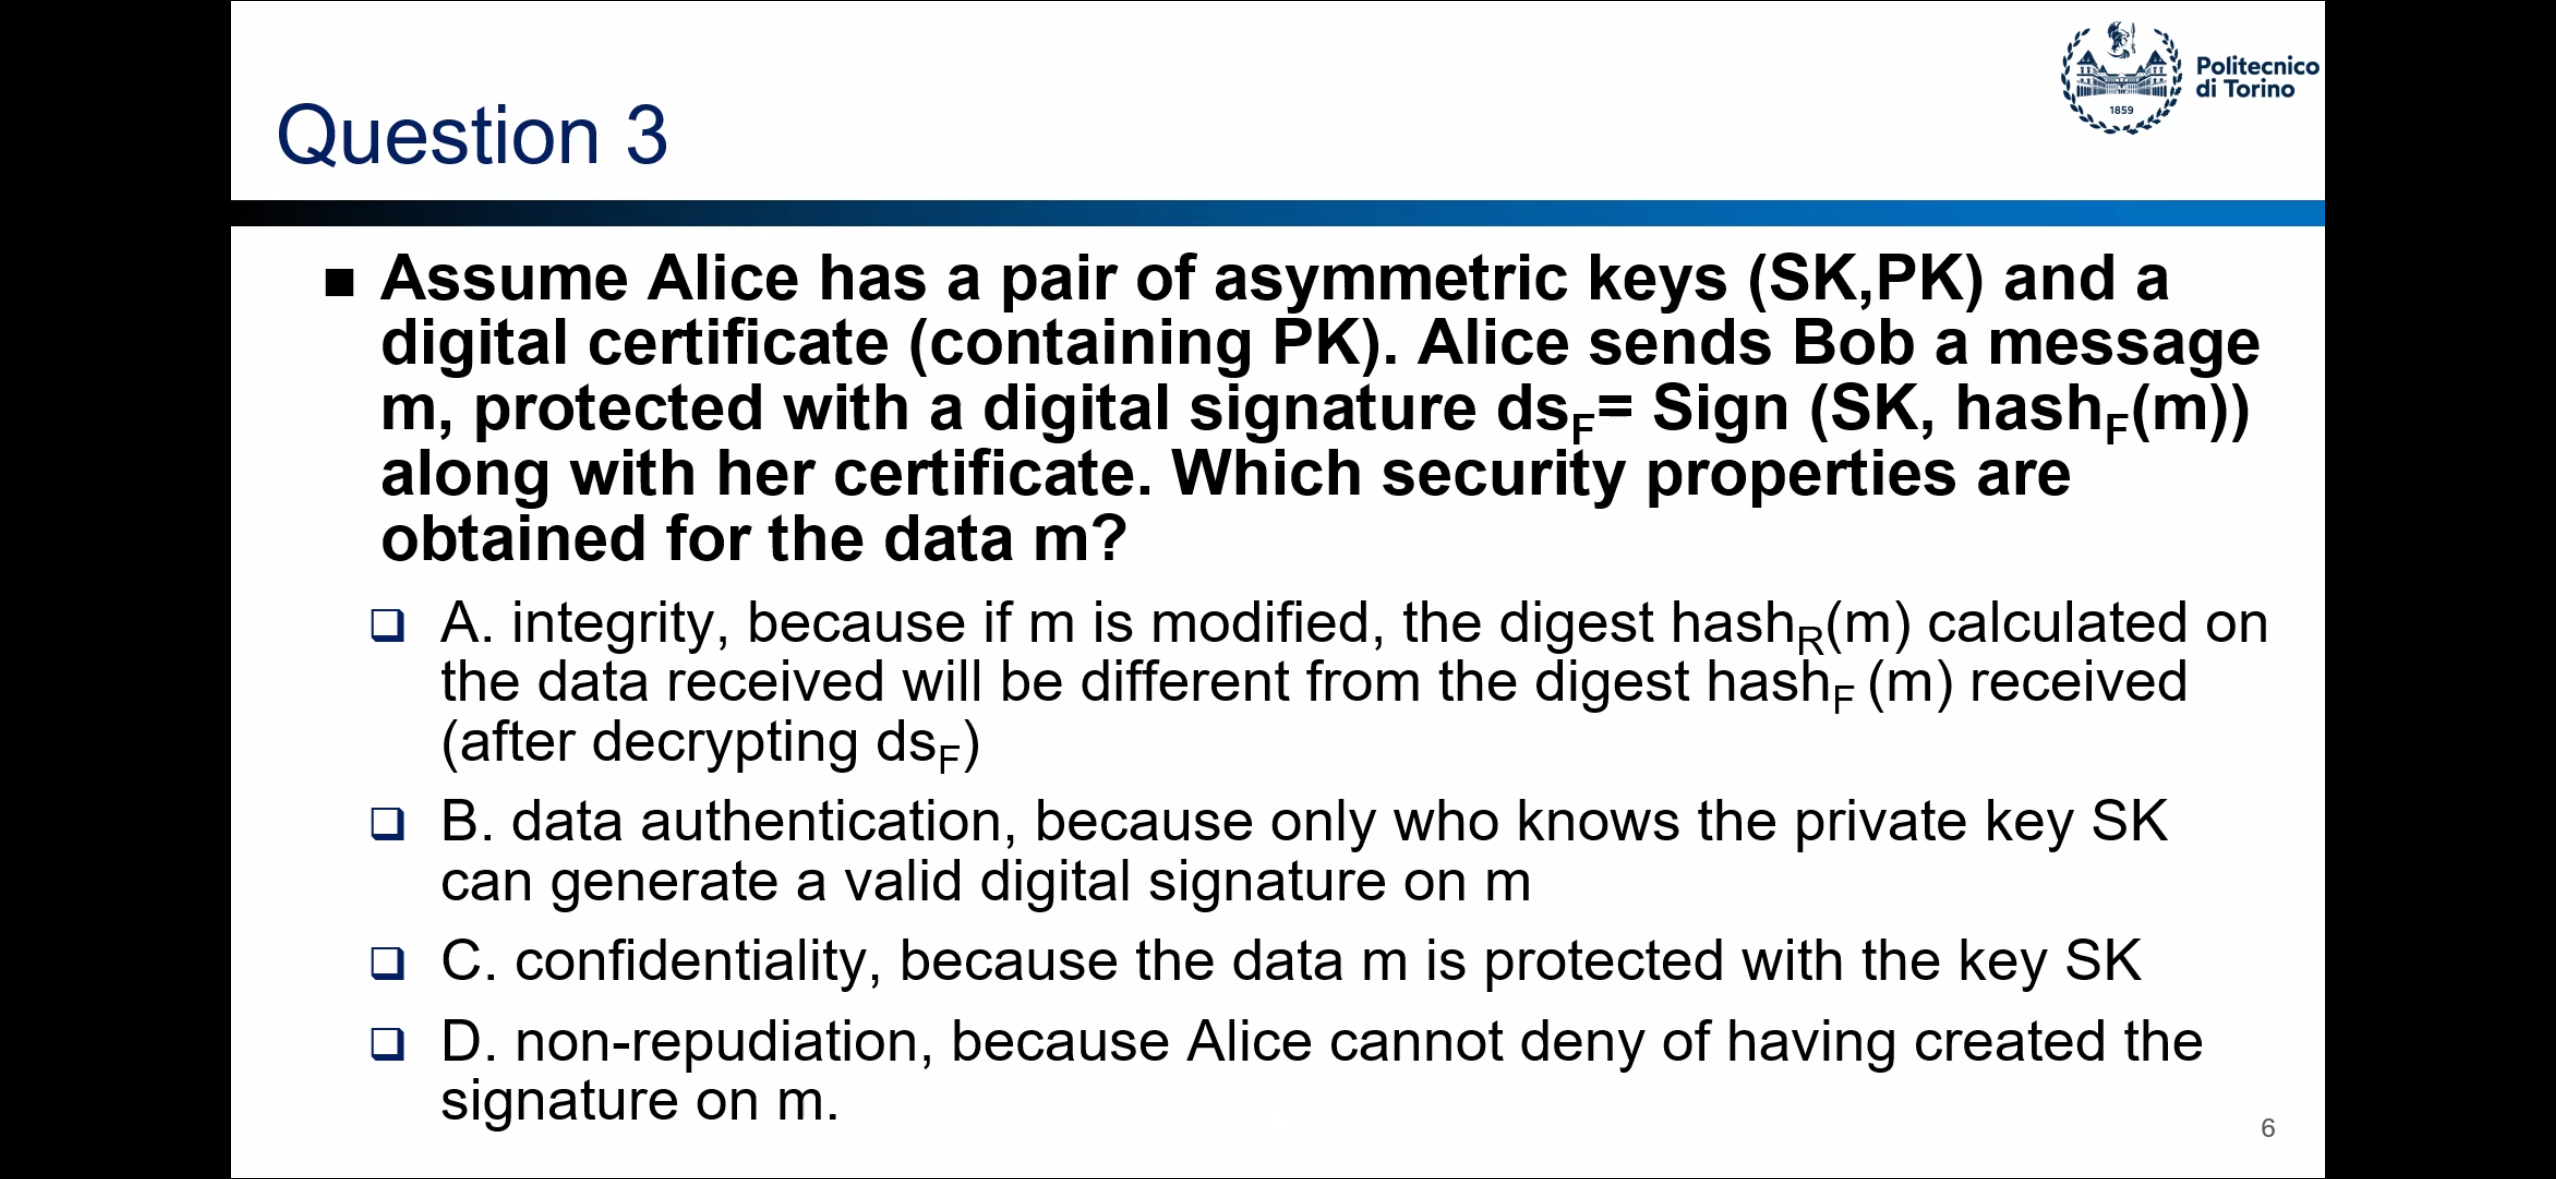 Politecnico
di Torino
1859
Question 3
■ Assume Alice has a pair of asymmetric keys (SK,PK) and a
digital certificate (containing PK). Alice sends Bob a message
m, protected with a digital signature dsF= Sign (SK, hashF(m))
along with her certificate. Which security properties are
obtained for the data m?
❑ A. integrity, because if m is modified, the digest hashR(m) calculated on
the data received will be different from the digest hashF (m) received
(after decrypting dsF)
❑ B. data authentication, because only who knows the private key SK
can generate a valid digital signature on m
❑ C. confidentiality, because the data m is protected with the key SK
❑ D. non-repudiation, because Alice cannot deny of having created the
signature on m.
6